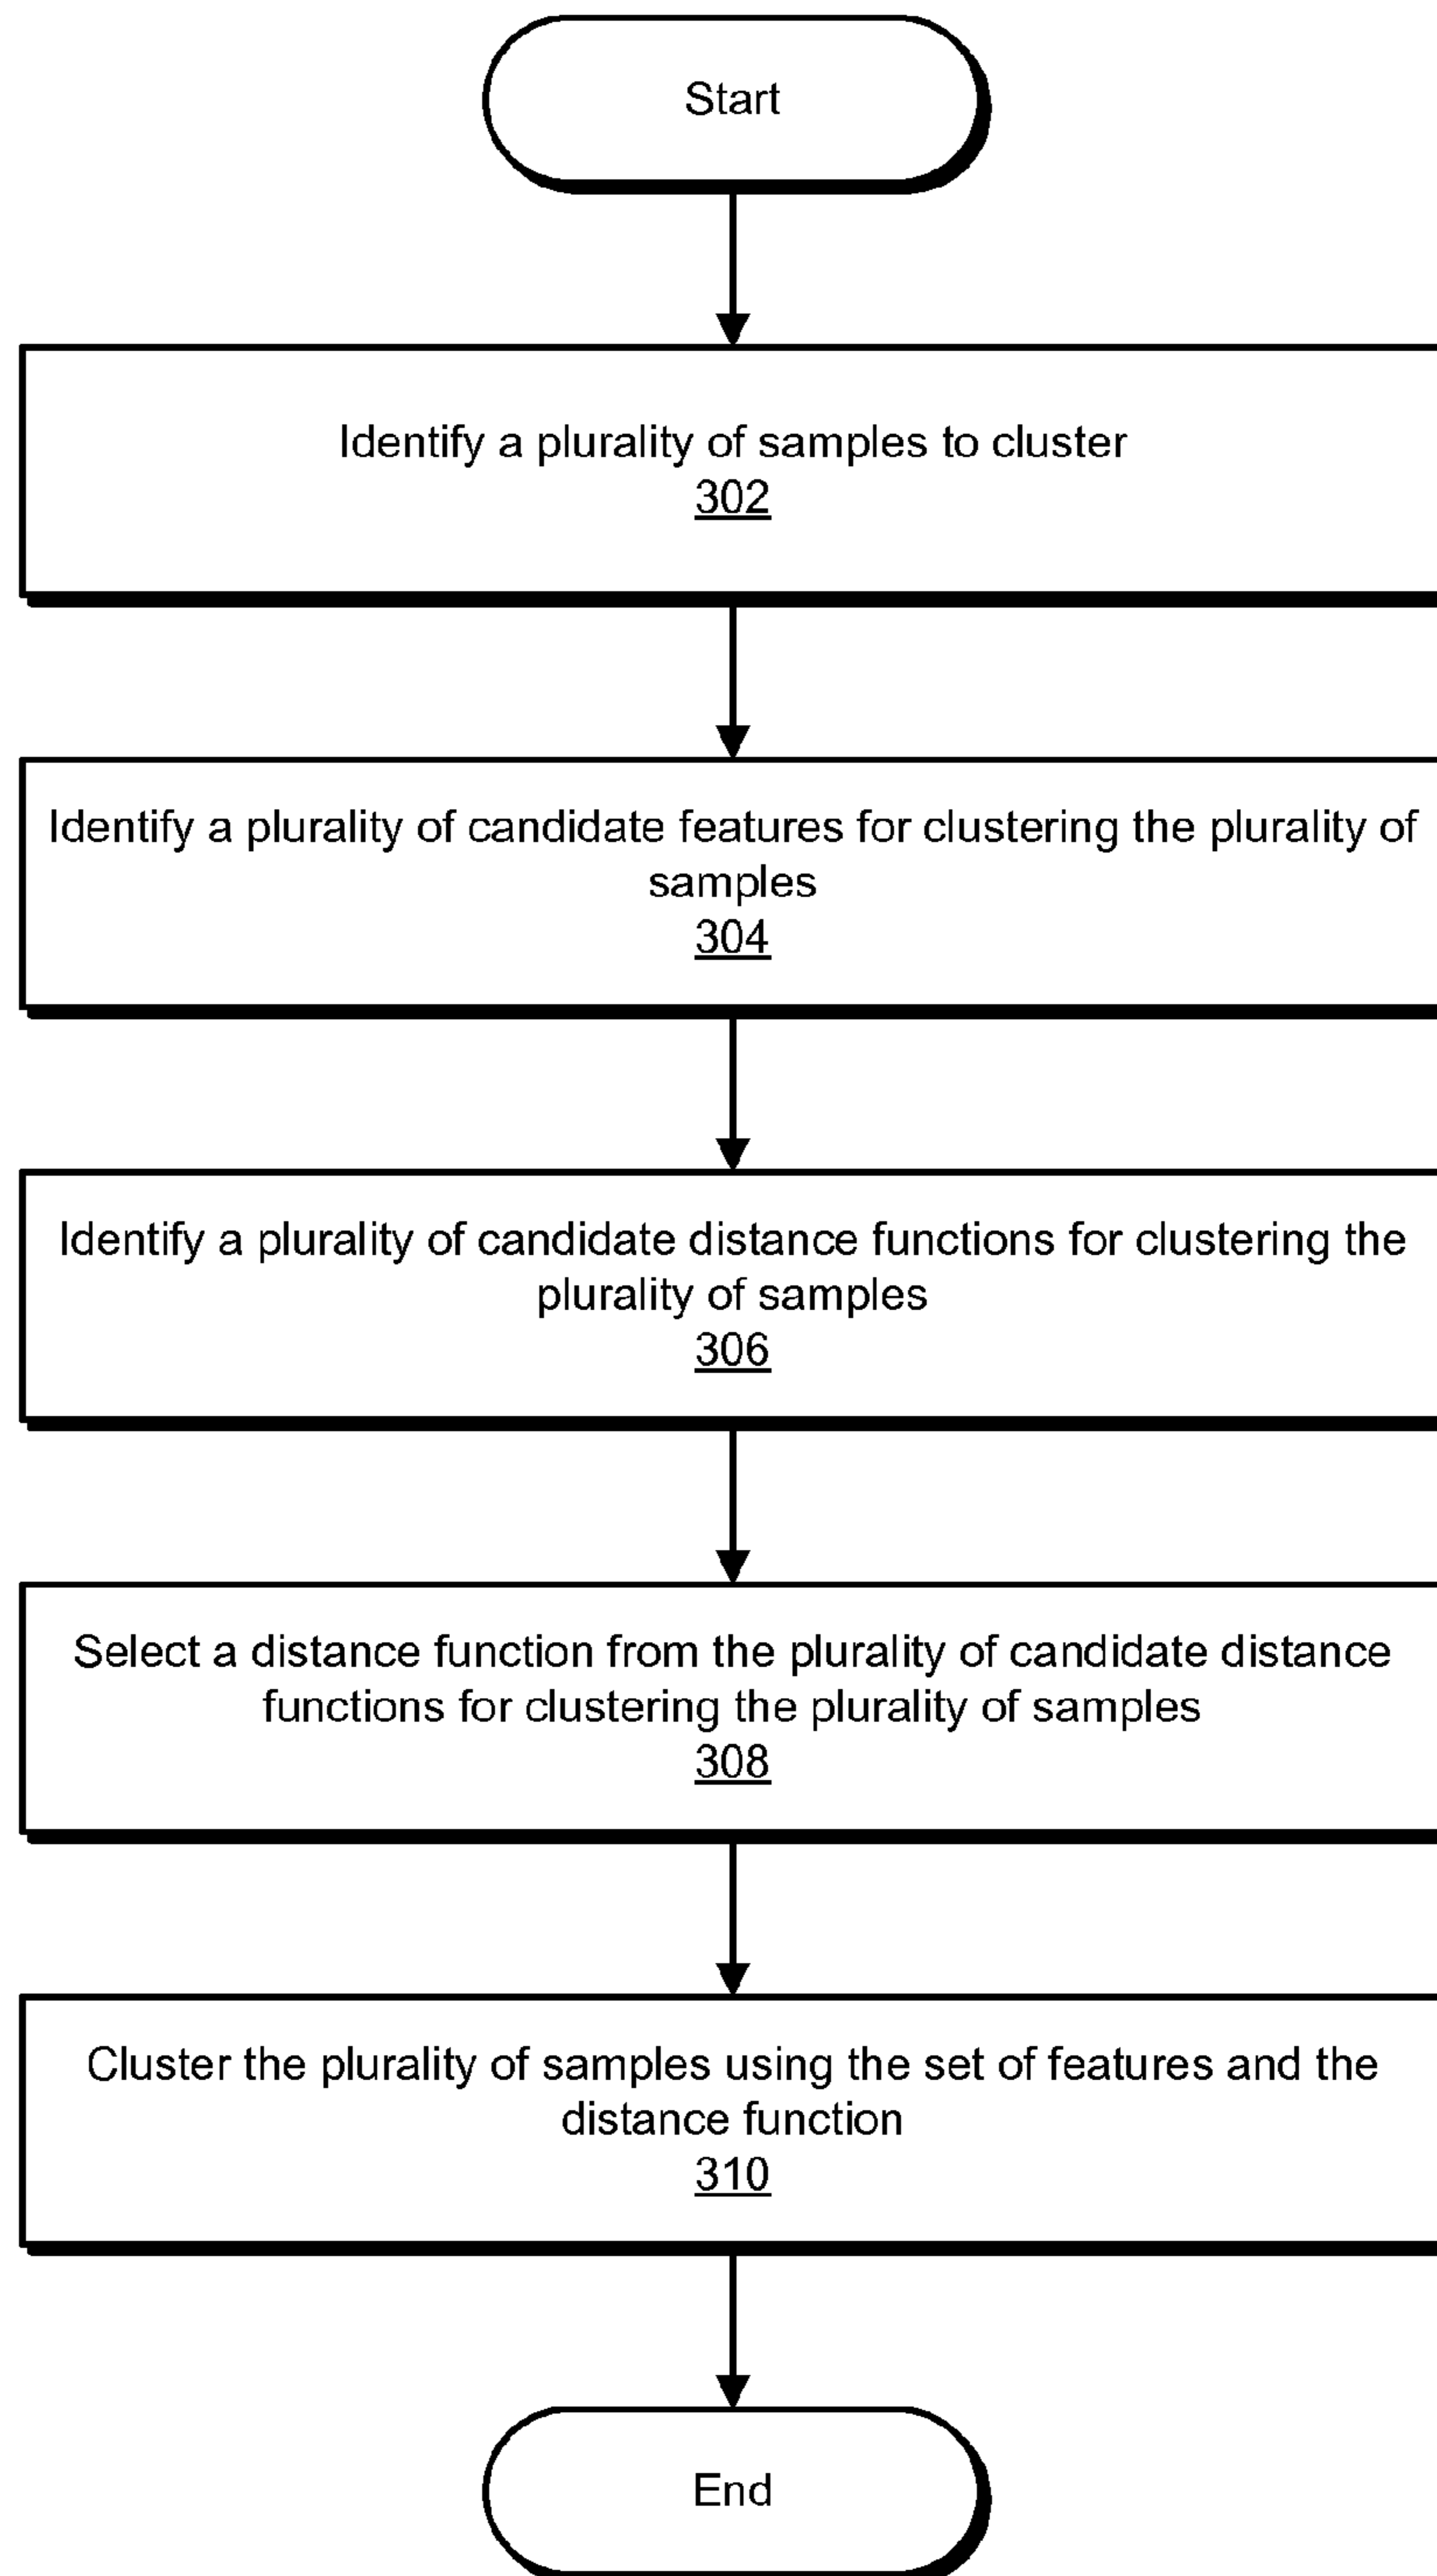 Start
Identify a plurality of samples to cluster
302
Identify a plurality of candidate features for clustering the plurality of
samples
304
Identify a plurality of candidate distance functions for clustering the
plurality of samples
306
Select a distance function from the plurality of candidate distance
functions for clustering the plurality of samples
308
Cluster the plurality of samples using the set of features and the
distance function
310
End